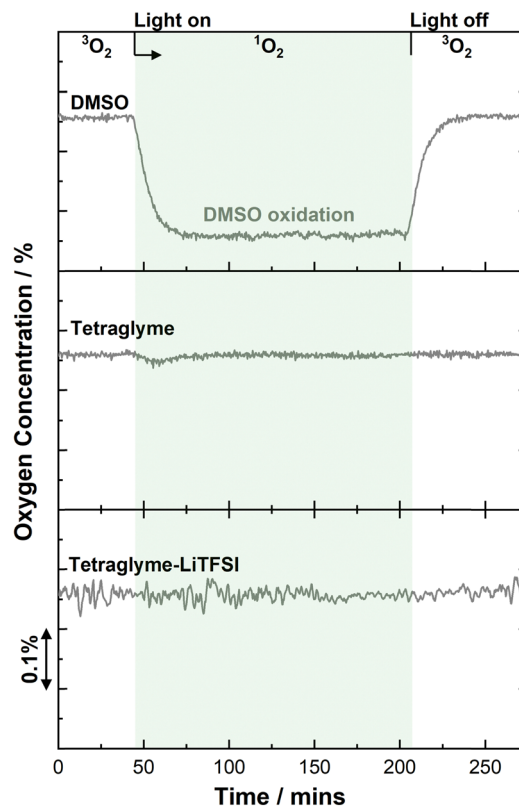 Light on
Light off
³O₂
¹O₂
³O₂
DMSO
DMSO oxidation
Tetraglyme
Tetraglyme-LiTFSI
0.1%
Oxygen Concentration / %
0
50
100
150
200
250
Time / mins